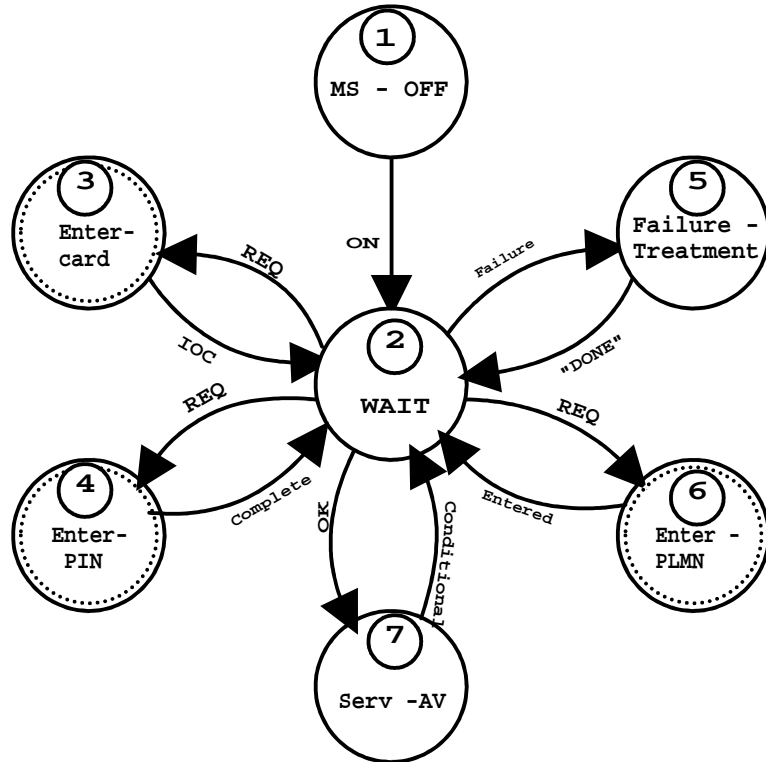 1
MS - OFF
3
Enter-
card
5
Failure -
Treatment
ON
REQ
Failure
IOC
2
WAIT
"DONE"
REQ
REQ
4
Enter-
PIN
Complete
OK
Conditional
Entered
6
Enter -
PLMN
7
Serv -AV